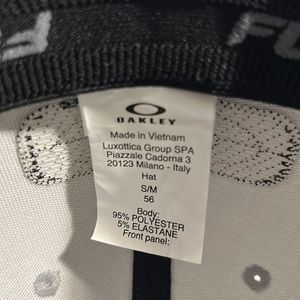 OAKLEY
Made in Vietnam
Luxottica Group SPA
Piazzale Cadorna 3
20123 Milano - Italy
Hat
S/M
56
Body:
95% POLYESTER
5% ELASTANE
Front panel: